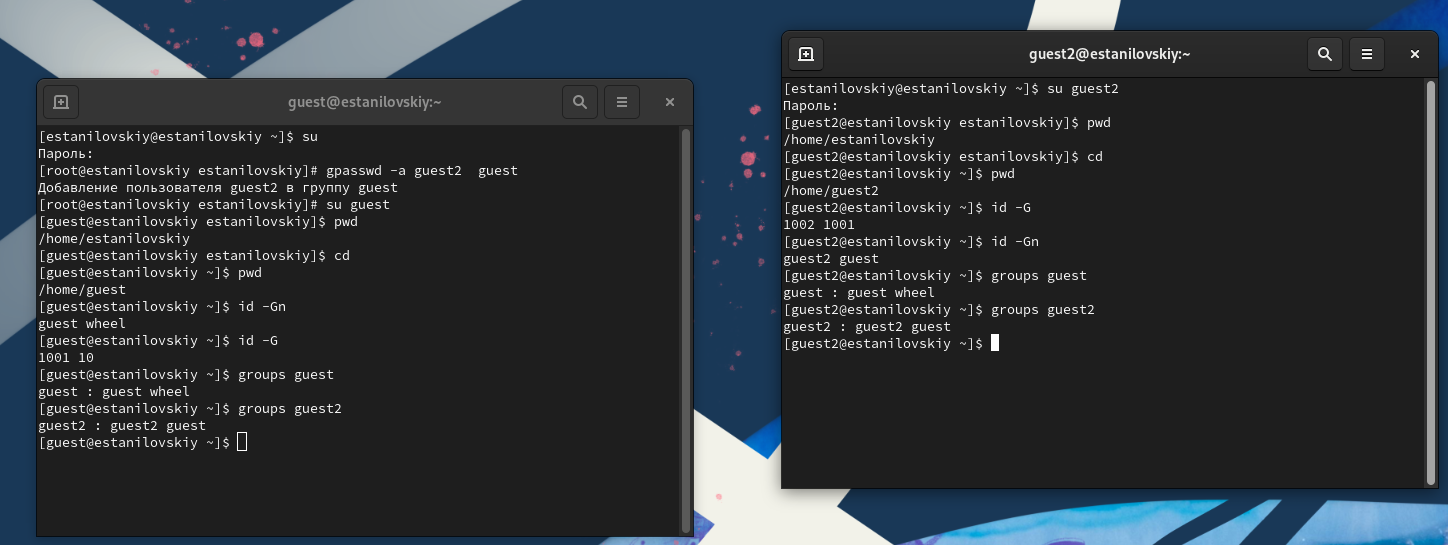 guest@estanilovskiy:~
[estanilovskiy@estanilovskiy ~]$ su
Пароль:
[root@estanilovskiy estanilovskiy]# gpasswd -a guest2  guest
Добавление пользователя guest2 в группу guest
[root@estanilovskiy estanilovskiy]# su guest
[guest@estanilovskiy estanilovskiy]$ pwd
/home/estanilovskiy
[guest@estanilovskiy estanilovskiy]$ cd
[guest@estanilovskiy ~]$ pwd
/home/guest
[guest@estanilovskiy ~]$ id -Gn
guest wheel
[guest@estanilovskiy ~]$ id -G
1001 10
[guest@estanilovskiy ~]$ groups guest
guest : guest wheel
[guest@estanilovskiy ~]$ groups guest2
guest2 : guest2 guest
[guest@estanilovskiy ~]$
guest2@estanilovskiy:~
[estanilovskiy@estanilovskiy ~]$ su guest2
Пароль:
[guest2@estanilovskiy estanilovskiy]$ pwd
/home/estanilovskiy
[guest2@estanilovskiy estanilovskiy]$ cd
[guest2@estanilovskiy ~]$ pwd
/home/guest2
[guest2@estanilovskiy ~]$ id -G
1002 1001
[guest2@estanilovskiy ~]$ id -Gn
guest2 guest
[guest2@estanilovskiy ~]$ groups guest
guest : guest wheel
[guest2@estanilovskiy ~]$ groups guest2
guest2 : guest2 guest
[guest2@estanilovskiy ~]$